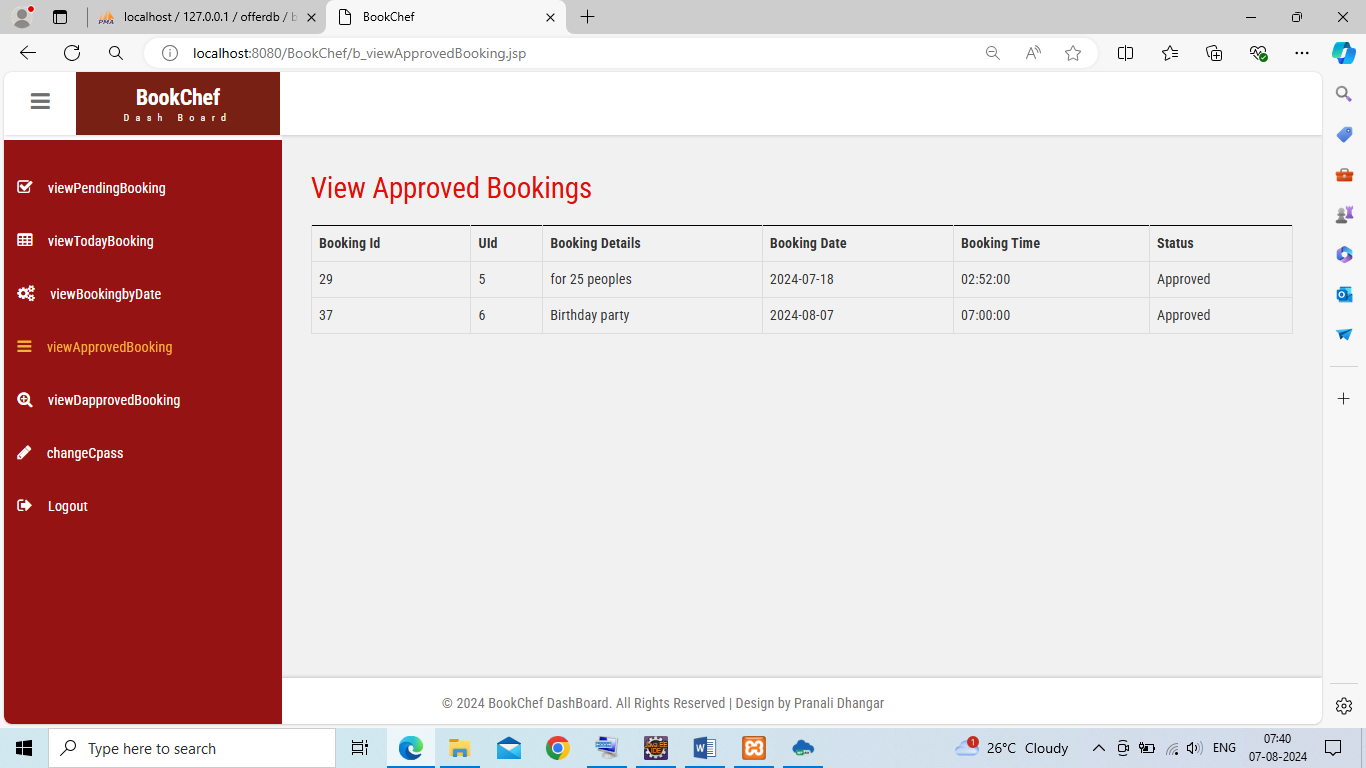 localhost / 127.0.0.1 / offerdb / b
BookChef
localhost:8080/BookChef/b_viewApprovedBooking.jsp
BookChef
Dash Board
viewPendingBooking
viewTodayBooking
viewBookingbyDate
viewApprovedBooking
viewDapprovedBooking
changeCpass
Logout
View Approved Bookings
Booking Id UId Booking Details Booking Date Booking Time Status
29 5 for 25 peoples 2024-07-18 02:52:00 Approved
37 6 Birthday party 2024-08-07 07:00:00 Approved
© 2024 BookChef DashBoard. All Rights Reserved | Design by Pranali Dhangar
Type here to search
1
26°C Cloudy
ENG
07:40
07-08-2024